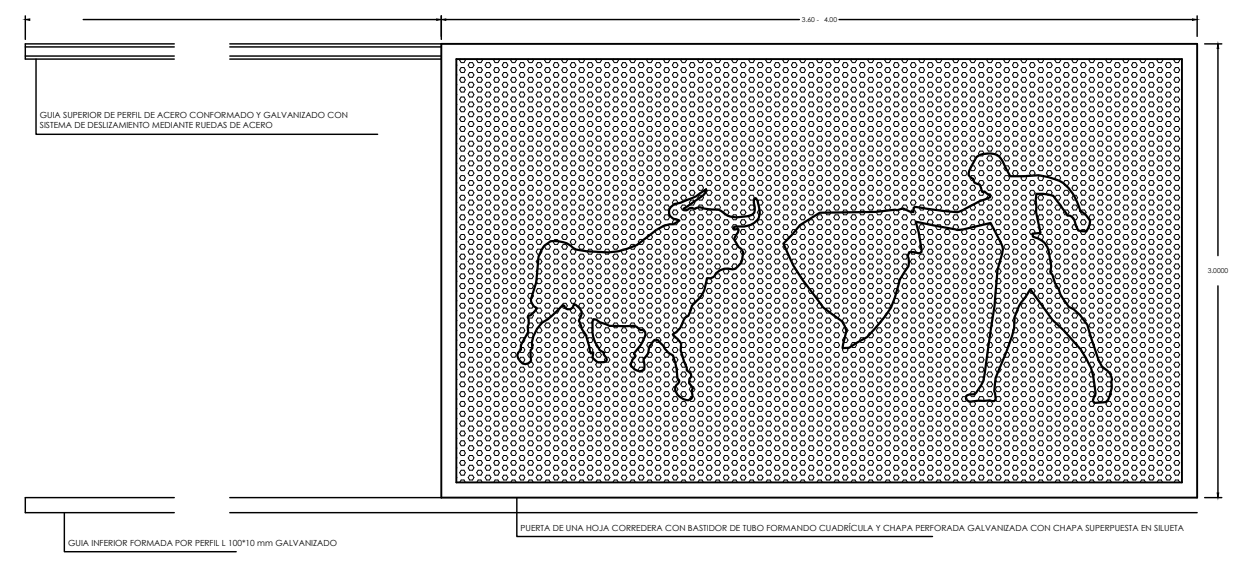 3.60 - 4.00
GUIA SUPERIOR DE PERFIL DE ACERO CONFORMADO Y GALVANIZADO CON
SISTEMA DE DESLIZAMIENTO MEDIANTE RUEDAS DE ACERO
3.0000
PUERTA DE UNA HOJA CORREDERA CON BASTIDOR DE TUBO FORMANDO CUADRÍCULA Y CHAPA PERFORADA GALVANIZADA CON CHAPA SUPERPUESTA EN SILUETA
GUIA INFERIOR FORMADA POR PERFIL L 100*10 mm GALVANIZADO